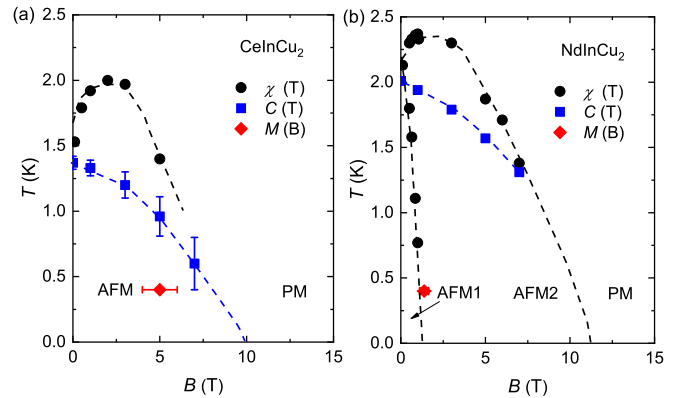 (a)
CeInCu₂
χ (T)
C (T)
M (B)
AFM
PM
T (K)
2.5
2.0
1.5
1.0
0.5
0.0
0
5
10
15
B (T)
(b)
NdInCu₂
χ (T)
C (T)
M (B)
AFM1
AFM2
PM
T (K)
2.5
2.0
1.5
1.0
0.5
0.0
0
5
10
15
B (T)